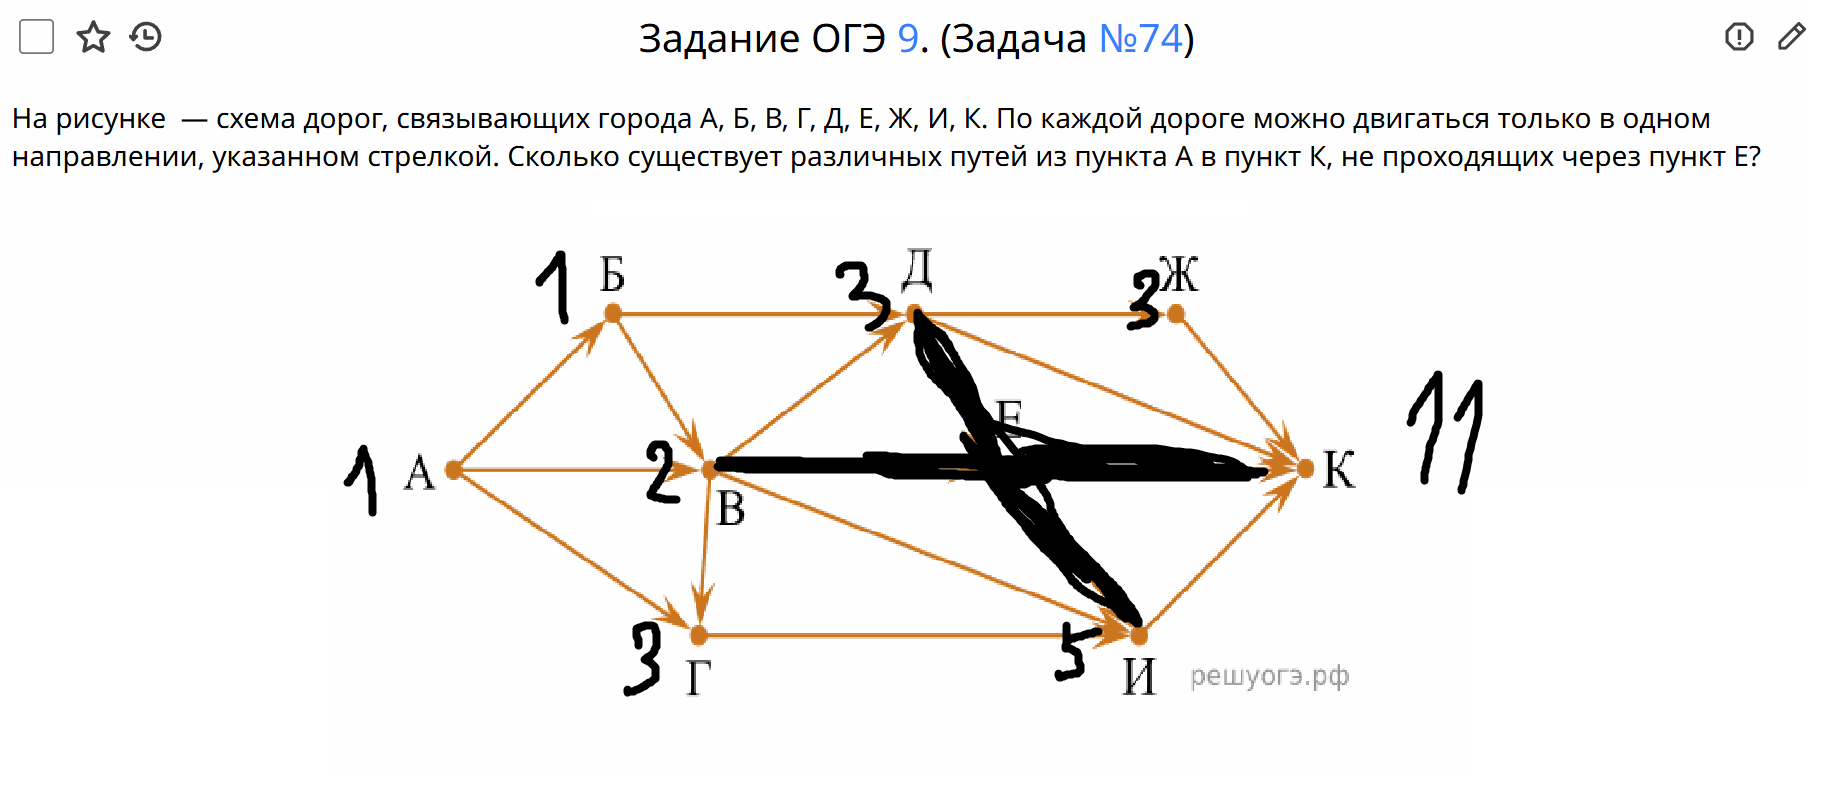 Задание ОГЭ 9. (Задача №74)
На рисунке — схема дорог, связывающих города А, Б, В, Г, Д, Е, Ж, И, К. По каждой дороге можно двигаться только в одном
направлении, указанном стрелкой. Сколько существует различных путей из пункта А в пункт К, не проходящих через пункт Е?
1 Б 3 Д 3 Ж
Е
1 А 2 В К 11
3 Г 5 И решуогэ.рф